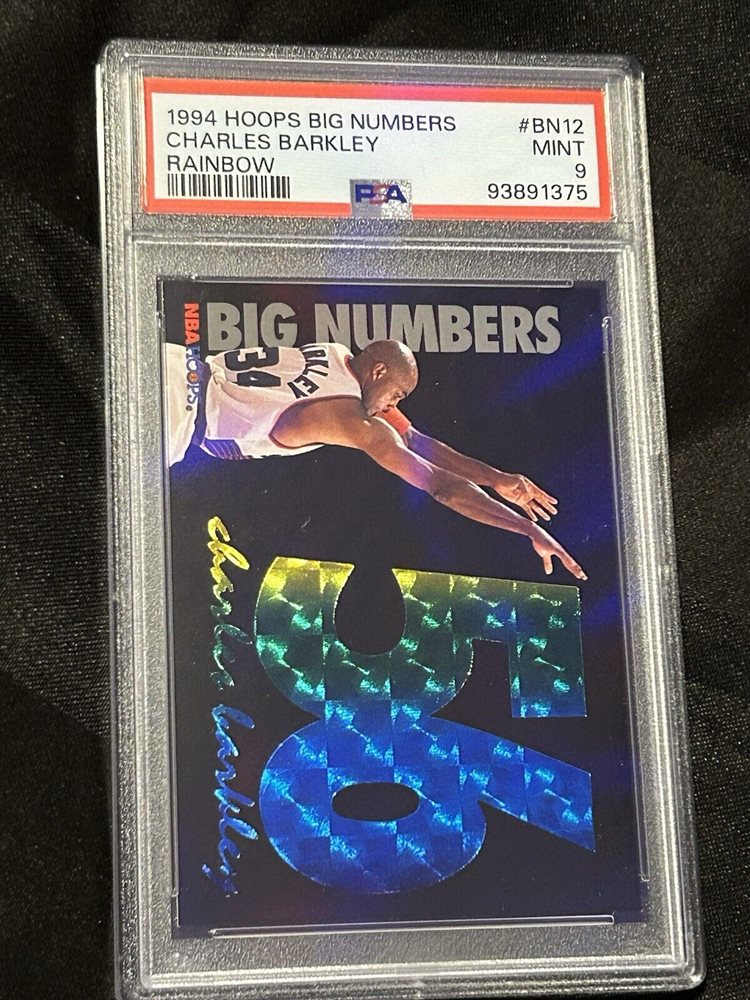 1994 HOOPS BIG NUMBERS #BN12
CHARLES BARKLEY MINT
RAINBOW 9
PSA 93891375
BIG NUMBERS
NBA HOOPS®
34
56
charles barkley